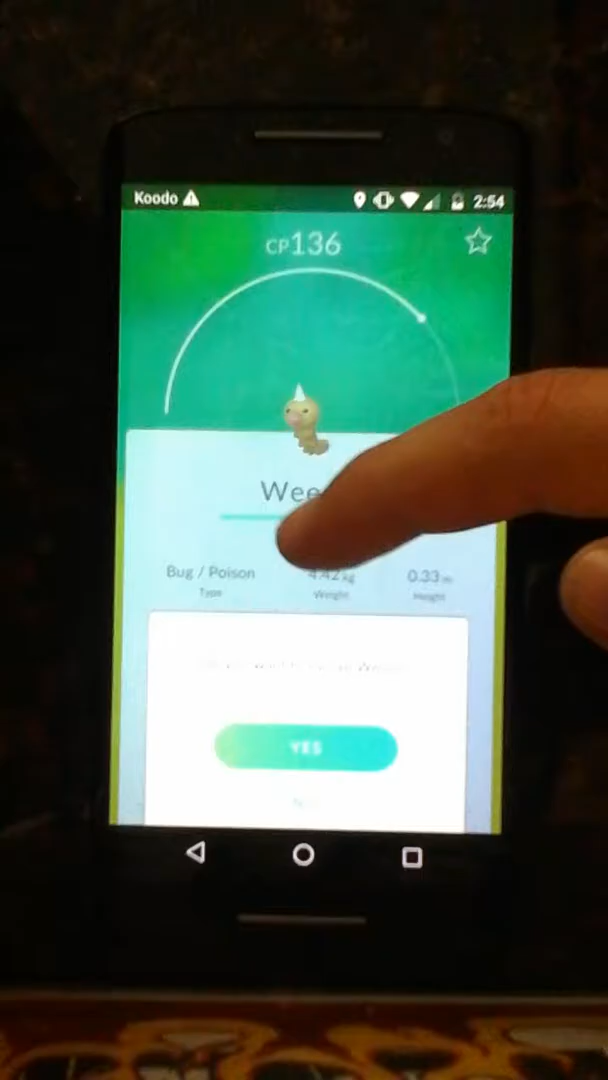 Koodo 2:54
CP136
Wee
Bug / Poison 4.42 kg 0.33 m
Type Weight Height
YES